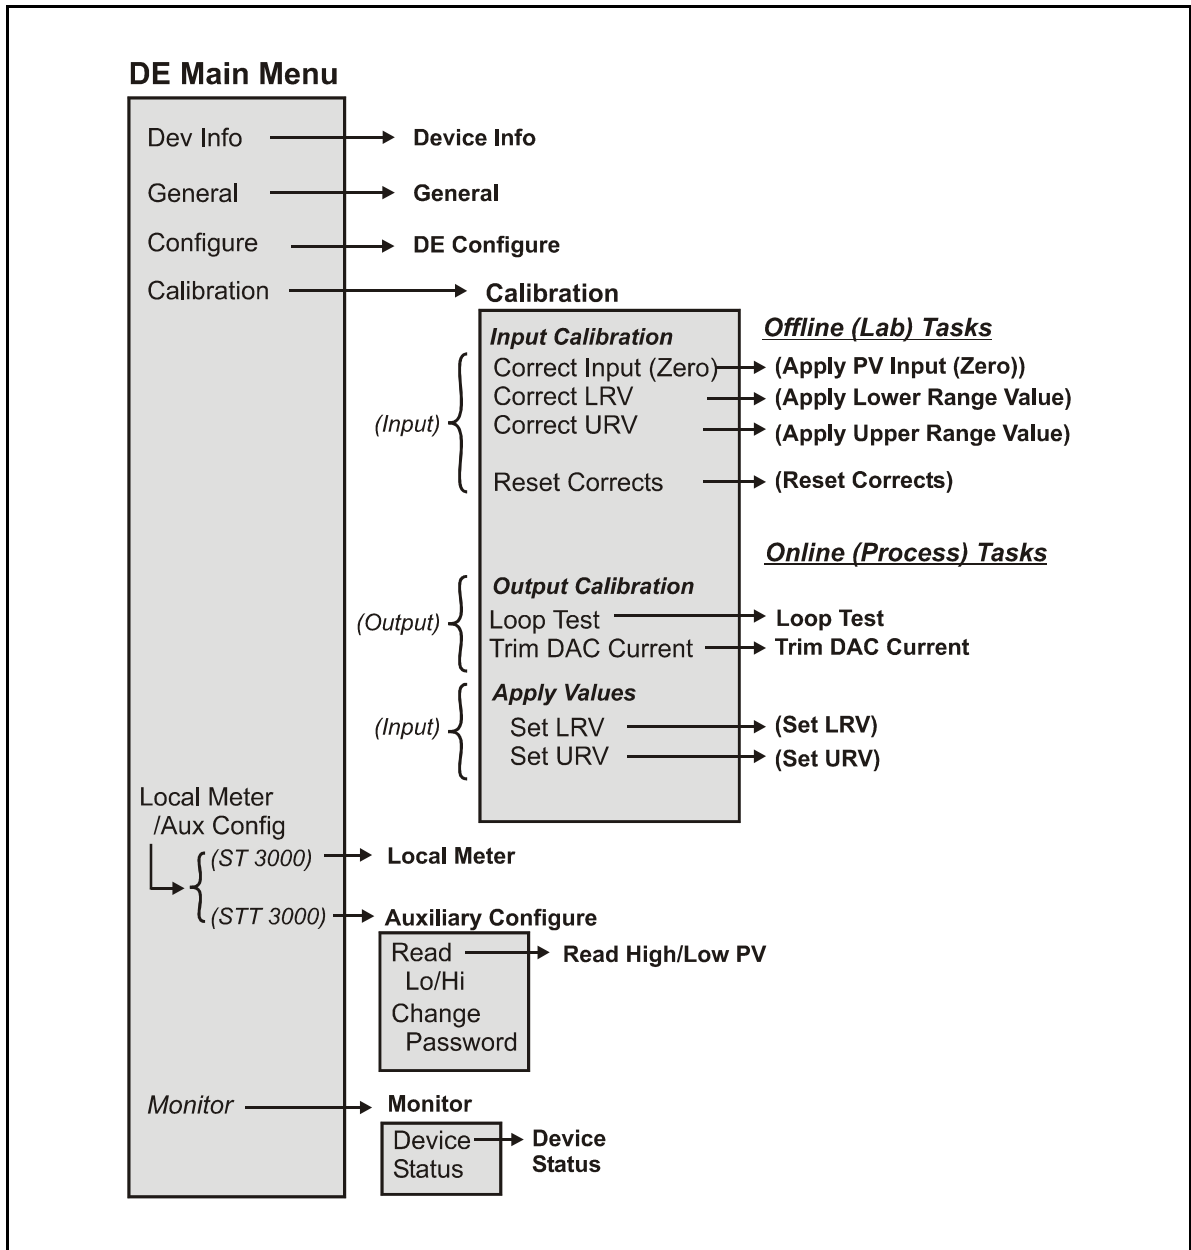 DE Main Menu
Dev Info
Device Info
General
General
Configure
DE Configure
Calibration
Calibration
Input Calibration
Offline (Lab) Tasks
Correct Input (Zero)
(Apply PV Input (Zero))
Correct LRV
(Apply Lower Range Value)
(Input)
Correct URV
(Apply Upper Range Value)
Reset Corrects
(Reset Corrects)
Online (Process) Tasks
Output Calibration
(Output)
Loop Test
Loop Test
Trim DAC Current
Trim DAC Current
Apply Values
(Input)
Set LRV
(Set LRV)
Set URV
(Set URV)
Local Meter
/Aux Config
(ST 3000)
Local Meter
(STT 3000)
Auxiliary Configure
Read
Lo/Hi
Read High/Low PV
Change
Password
Monitor
Monitor
Device
Status
Device
Status